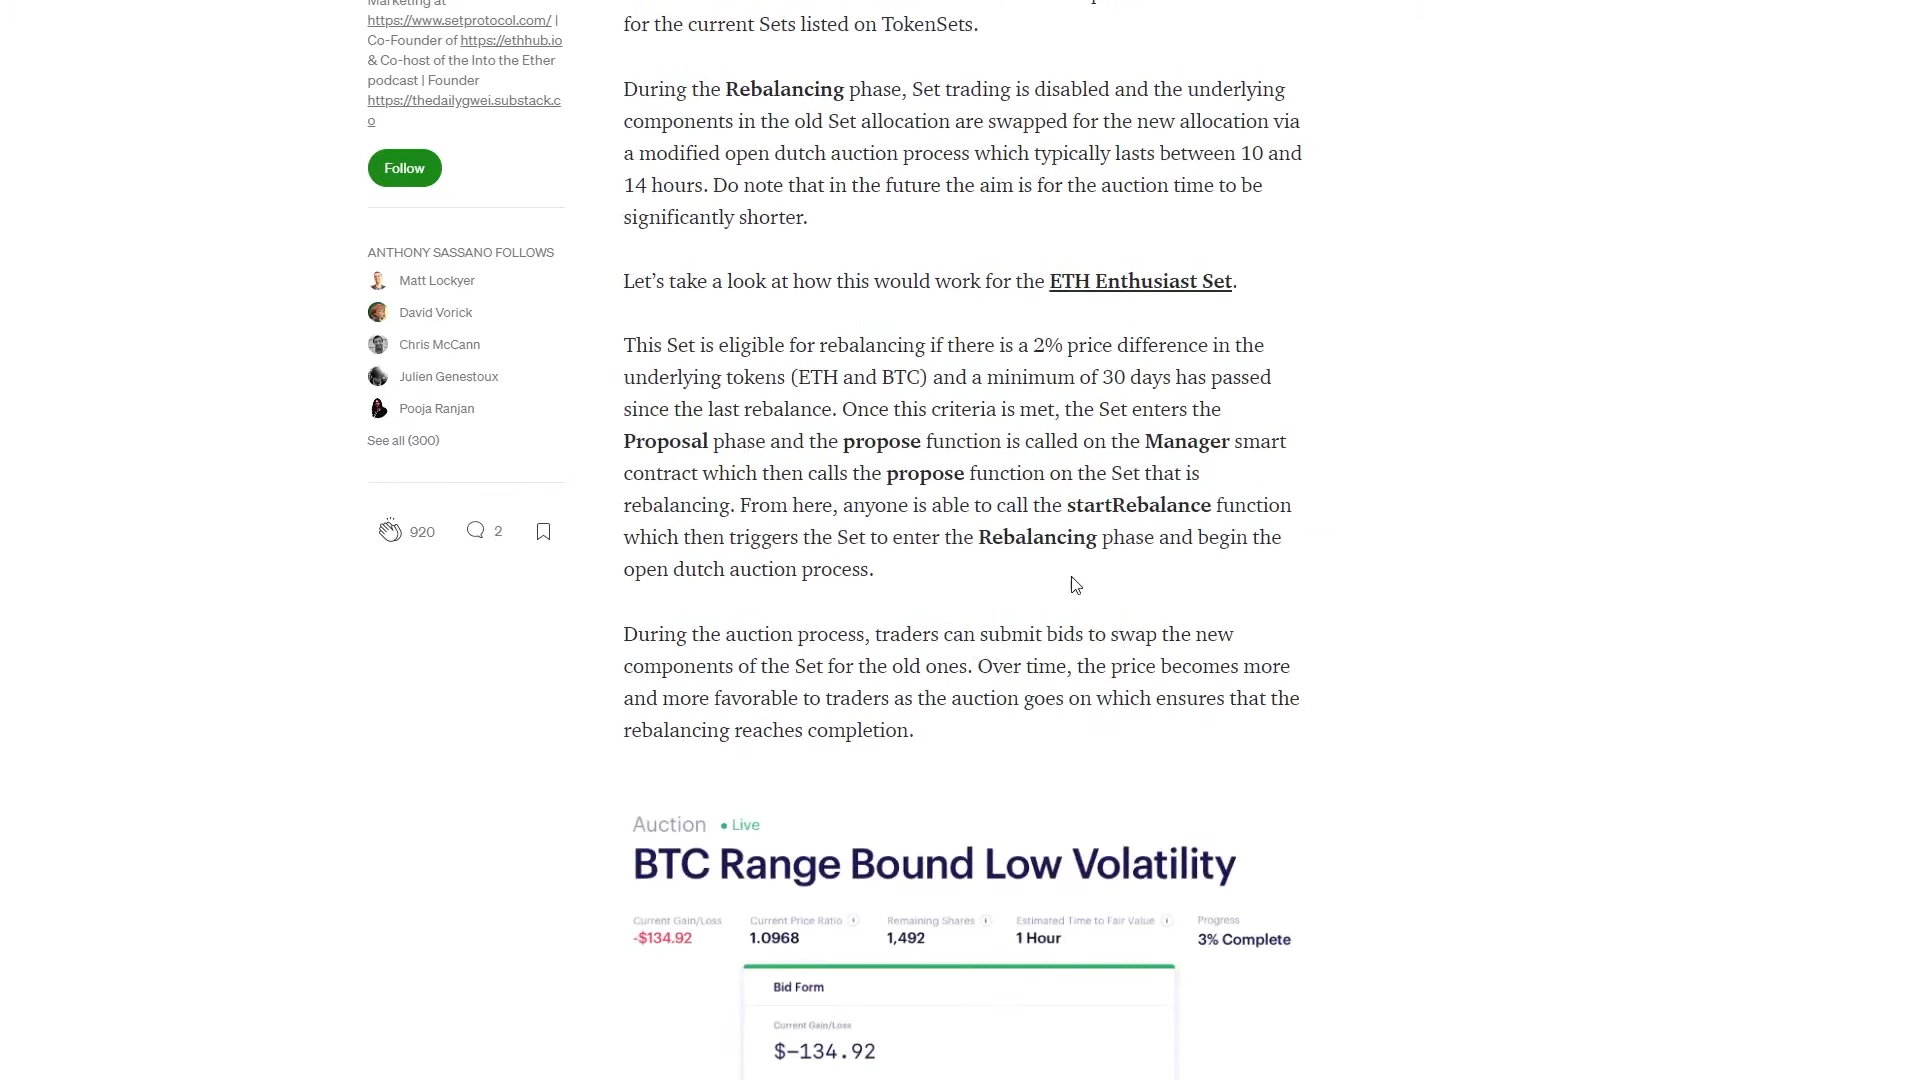 https://www.setprotocol.com/ |
Co-Founder of https://ethhub.io
& Co-host of the Into the Ether
podcast | Founder
https://thedailygwei.substack.c
o
Follow
ANTHONY SASSANO FOLLOWS
Matt Lockyer
David Vorick
Chris McCann
Julien Genestoux
Pooja Ranjan
See all (300)
920
2
for the current Sets listed on TokenSets.
During the Rebalancing phase, Set trading is disabled and the underlying
components in the old Set allocation are swapped for the new allocation via
a modified open dutch auction process which typically lasts between 10 and
14 hours. Do note that in the future the aim is for the auction time to be
significantly shorter.
Let’s take a look at how this would work for the ETH Enthusiast Set.
This Set is eligible for rebalancing if there is a 2% price difference in the
underlying tokens (ETH and BTC) and a minimum of 30 days has passed
since the last rebalance. Once this criteria is met, the Set enters the
Proposal phase and the propose function is called on the Manager smart
contract which then calls the propose function on the Set that is
rebalancing. From here, anyone is able to call the startRebalance function
which then triggers the Set to enter the Rebalancing phase and begin the
open dutch auction process.
During the auction process, traders can submit bids to swap the new
components of the Set for the old ones. Over time, the price becomes more
and more favorable to traders as the auction goes on which ensures that the
rebalancing reaches completion.
Auction • Live
BTC Range Bound Low Volatility
Current Gain/Loss
-$134.92
Current Price Ratio
1.0968
Remaining Shares
1,492
Estimated Time to Fair Value
1 Hour
Progress
3% Complete
Bid Form
Current Gain/Loss
$-134.92